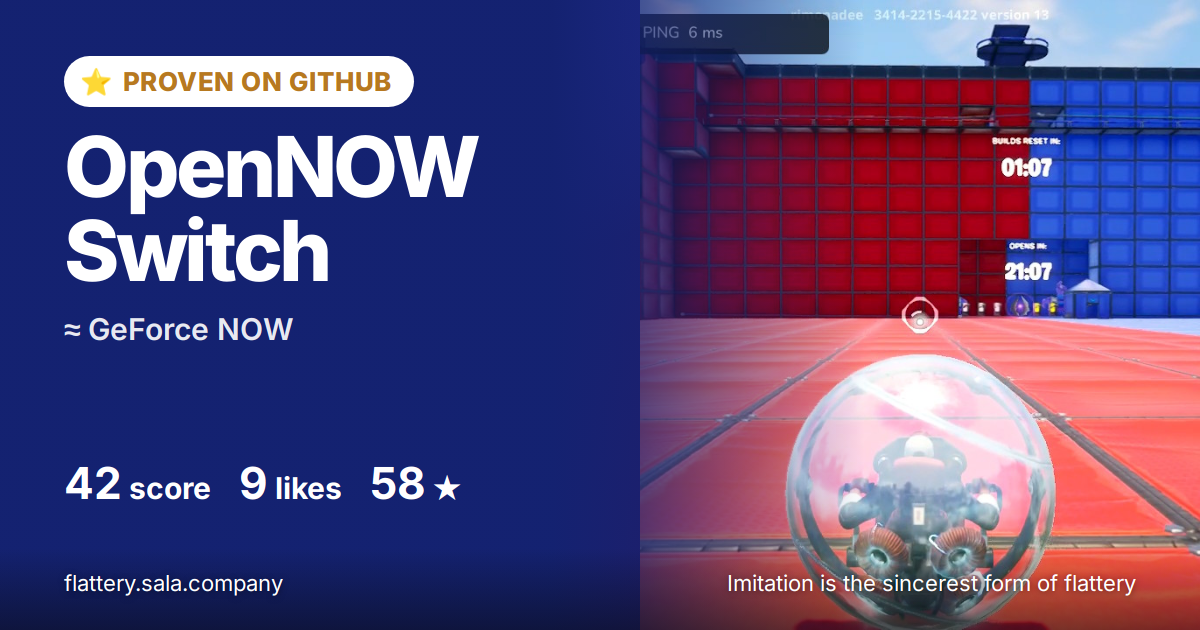 ⭐ PROVEN ON GITHUB
OpenNOW
Switch
≈ GeForce NOW
42 score 9 likes 58 ★
flattery.sala.company
3414-2215-4422 version 13
PING 6 ms
BUILDS RESET IN:
01:07
OPENS IN:
21:07
Imitation is the sincerest form of flattery